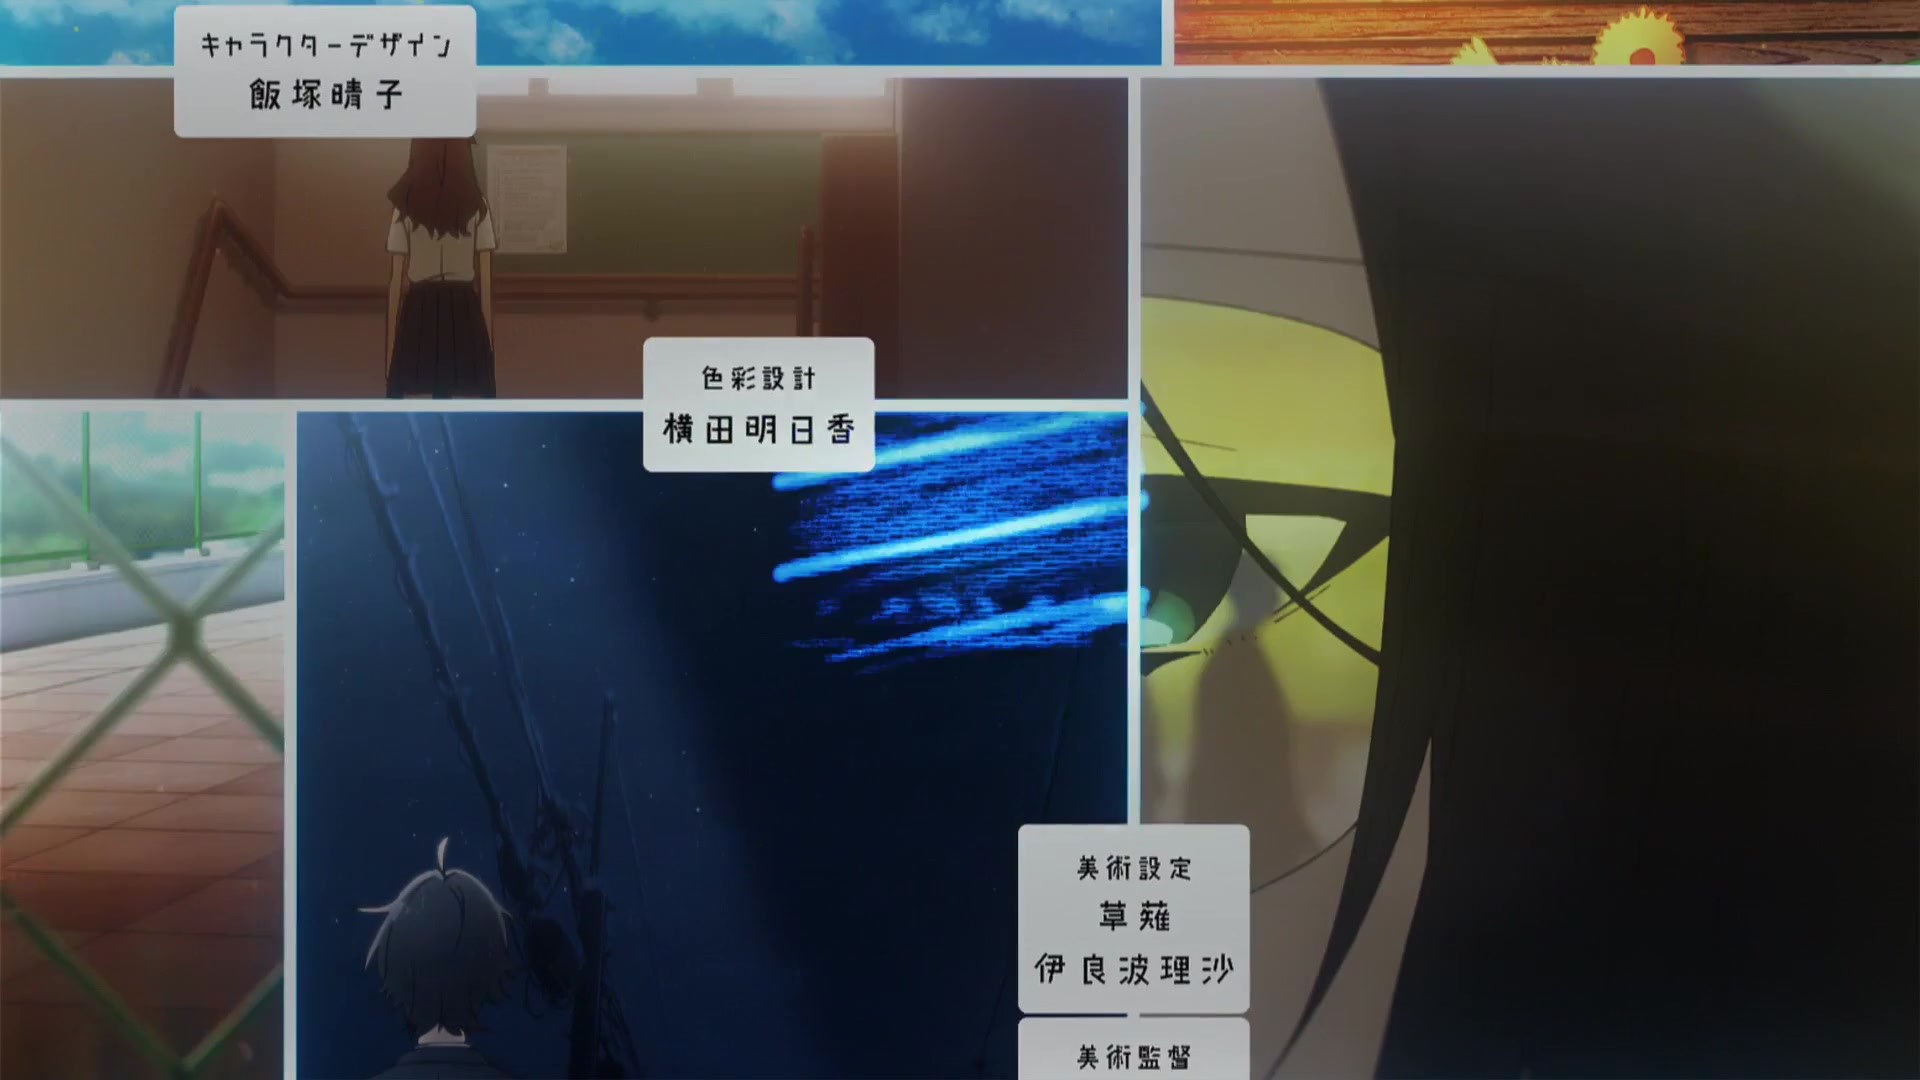 キャラクターデザイン
飯塚晴子
色彩設計
横田明日香
美術設定
草薙
伊良波理沙
美術監督